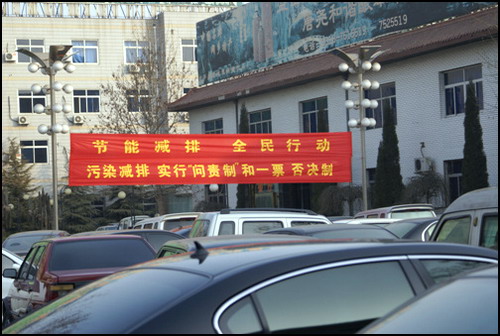 7525519
节能减排 全民行动
污染减排 实行"问责制"和一票 否决制